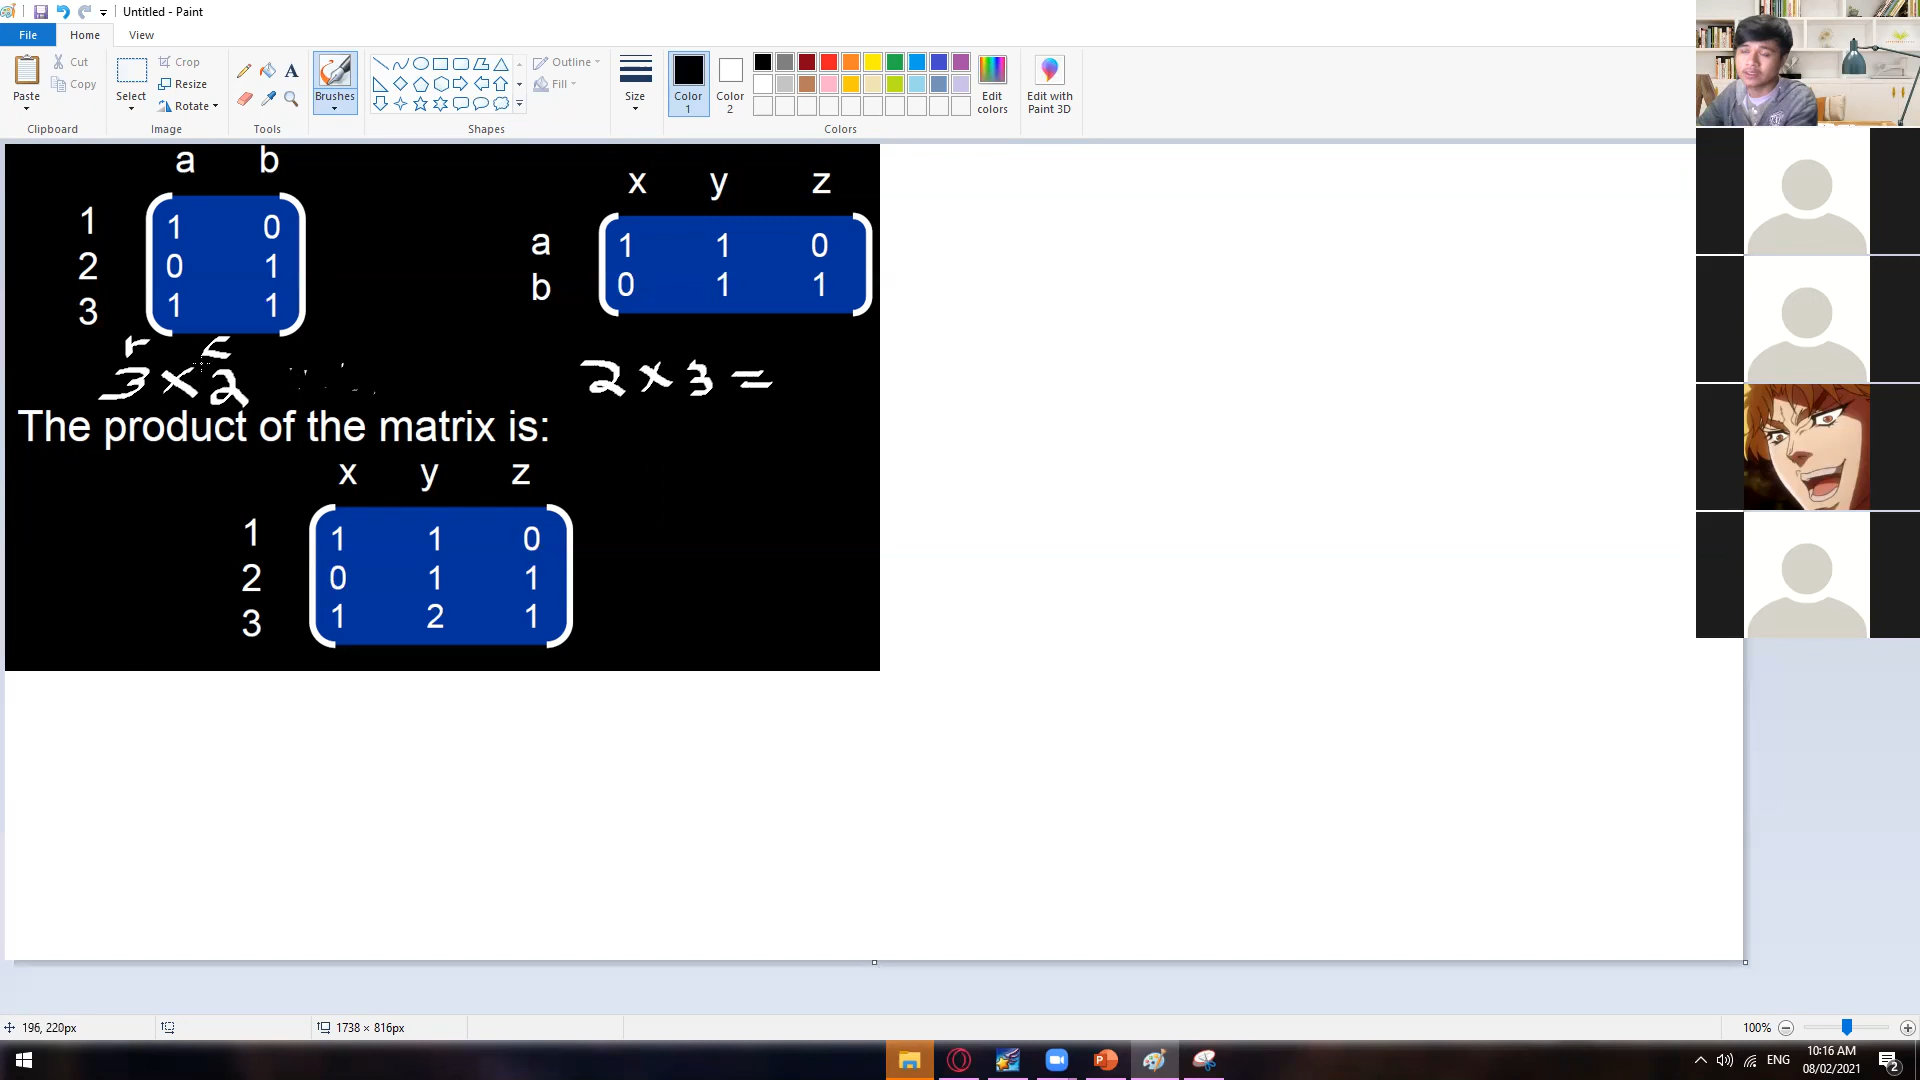 Untitled - Paint
File Home View
Paste
Cut
Copy
Clipboard
Select
Crop
Resize
Rotate
Image
Tools
Brushes
Shapes
Outline
Fill
Size
Color 1
Color 2
Colors
Edit colors
Edit with Paint 3D
a b
1 1 0
2 0 1
3 1 1
r c
3 × 2
x y z
a 1 1 0
b 0 1 1
2 × 3 =
The product of the matrix is:
x y z
1 1 1 0
2 0 1 1
3 1 2 1
196, 220px
1738 × 816px
100%
ENG
10:16 AM
08/02/2021
2